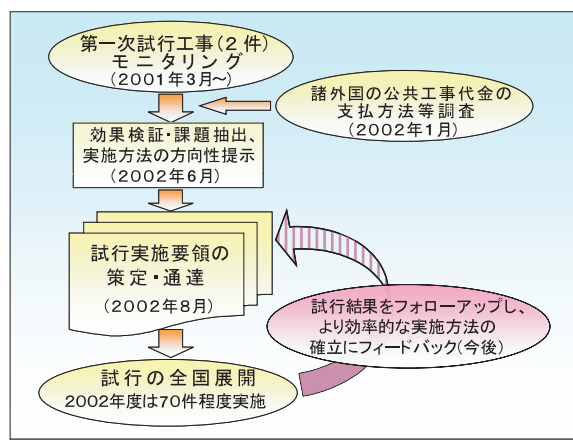 第一次試行工事(2件)
モニタリング
(2001年3月~)
諸外国の公共工事代金の
支払方法等調査
(2002年1月)
効果検証・課題抽出、
実施方法の方向性提示
(2002年6月)
試行実施要領の
策定・通達
(2002年8月)
試行結果をフォローアップし、
より効率的な実施方法の
確立にフィードバック(今後)
試行の全国展開
2002年度は70件程度実施